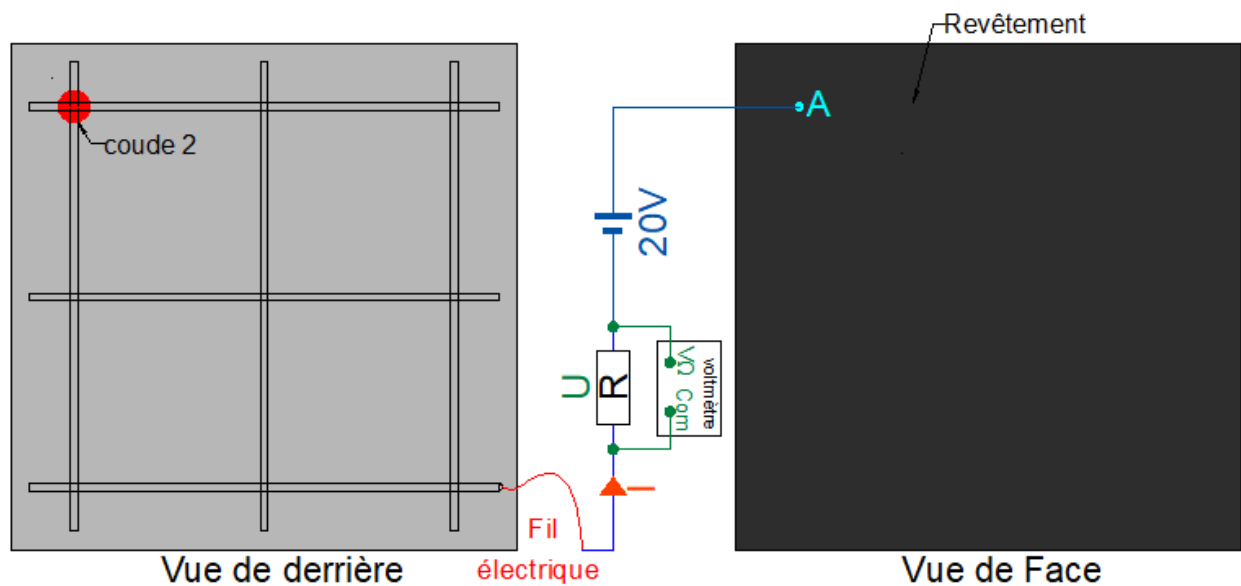 Revêtement
A
coude 2
20V
U
R
VΩ Com
voltmètre
I
Fil
électrique
Vue de derrière
Vue de Face